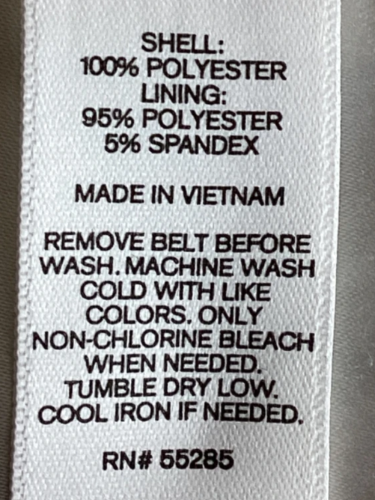 SHELL:
100% POLYESTER
LINING:
95% POLYESTER
5% SPANDEX
MADE IN VIETNAM
REMOVE BELT BEFORE
WASH. MACHINE WASH
COLD WITH LIKE
COLORS. ONLY
NON-CHLORINE BLEACH
WHEN NEEDED.
TUMBLE DRY LOW.
COOL IRON IF NEEDED.
RN# 55285